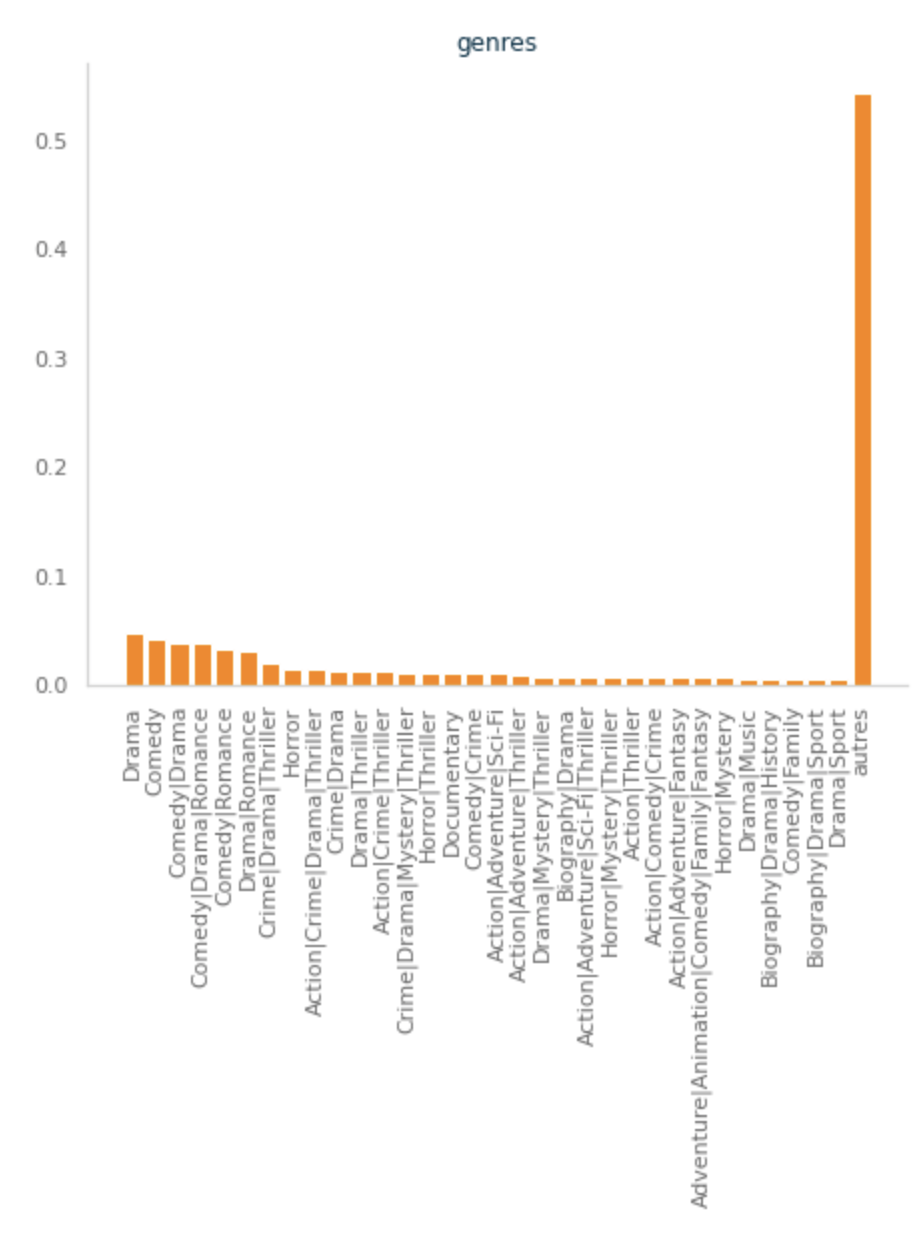 genres
0.5
0.4
0.3
0.2
0.1
0.0
Drama
Comedy
Comedy|Drama
Comedy|Drama|Romance
Comedy|Romance
Drama|Romance
Crime|Drama|Thriller
Horror
Action|Crime|Drama|Thriller
Crime|Drama
Drama|Thriller
Action|Crime|Thriller
Crime|Drama|Mystery|Thriller
Horror|Thriller
Documentary
Comedy|Crime
Action|Adventure|Sci-Fi
Action|Adventure|Thriller
Drama|Mystery|Thriller
Biography|Drama
Action|Adventure|Sci-Fi|Thriller
Horror|Mystery|Thriller
Action|Thriller
Action|Comedy|Crime
Action|Adventure|Fantasy
Adventure|Animation|Comedy|Family|Fantasy
Horror|Mystery
Drama|Music
Biography|Drama|History
Comedy|Family
Biography|Drama|Sport
Drama|Sport
autres